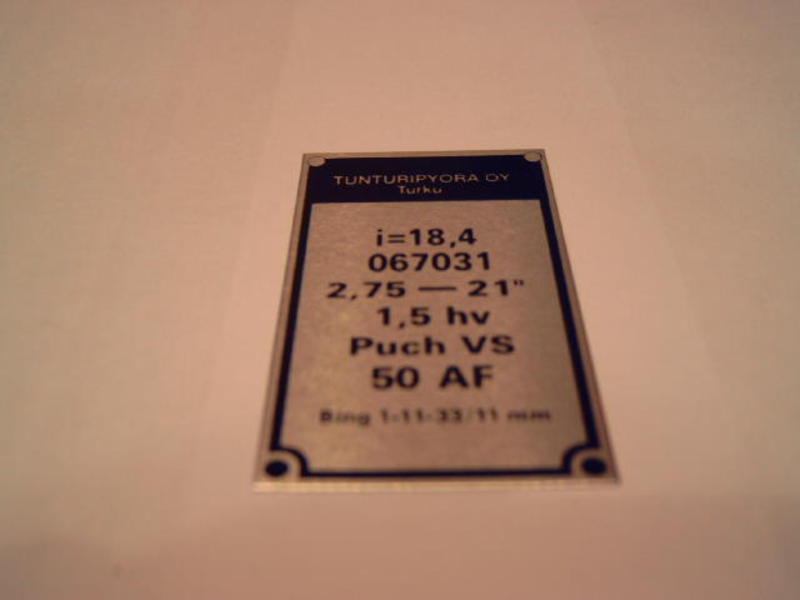 TUNTURIPYORA OY
Turku
i=18,4
067031
2,75 — 21"
1,5 hv
Puch VS
50 AF
Bing 1-11-33/11 mm